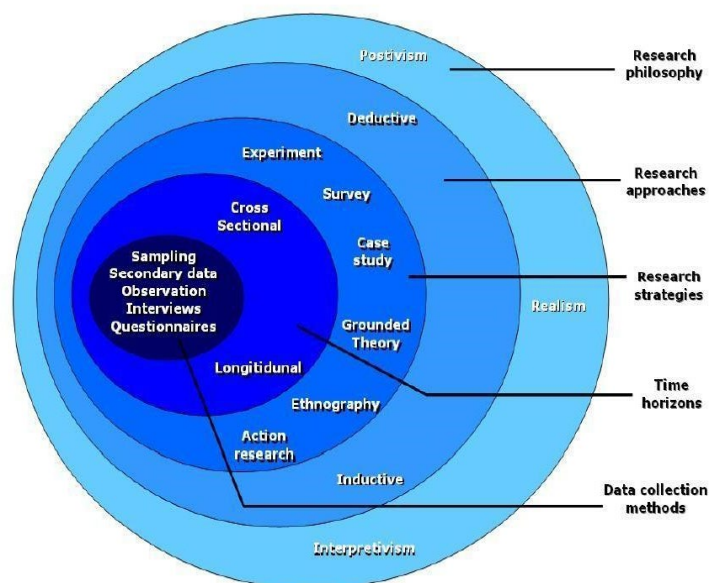 Postivism
Research
philosophy
Deductive
Experiment
Research
approaches
Survey
Cross
Sectional
Case
study
Sampling
Secondary data
Observation
Interviews
Questionnaires
Research
strategies
Realism
Grounded
Theory
Longitidunal
Time
horizons
Ethnography
Action
research
Inductive
Data collection
methods
Interpretivism